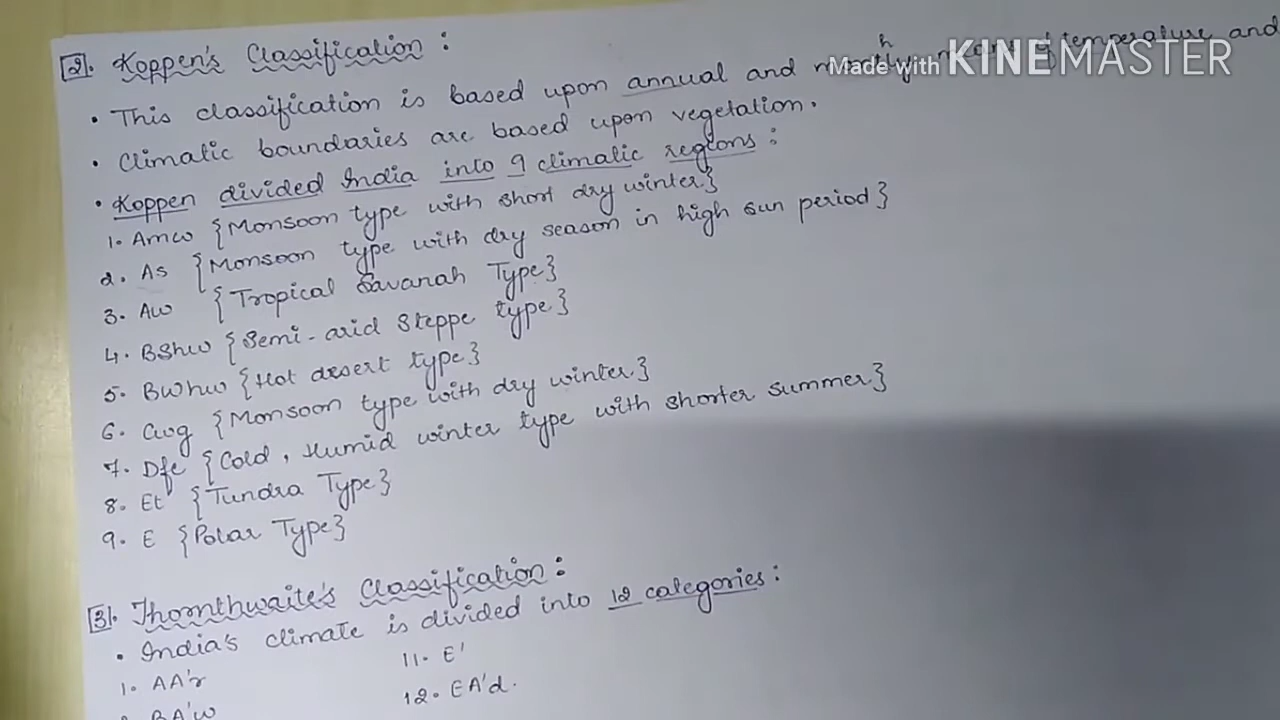 [2]. Koppen's Classification :
• This classification is based upon annual and monthly mean of temperature and
• Climatic boundaries are based upon vegetation.
• Koppen divided India into 9 climatic regions :
1. Amw {Monsoon type with short dry winter}
2. As {Monsoon type with dry season in high sun period}
3. Aw {Tropical Savanah Type}
4. BShw {Semi-arid Steppe type}
5. BWhw {Hot desert type}
6. Cwg {Monsoon type with dry winter}
7. Dfc {Cold, Humid winter type with shorter summer}
8. Et {Tundra Type}
9. E {Polar Type}
[3]. Thornthwaite's Classification :
• India's climate is divided into 12 categories :
1. AA'r
11. E'
2. BA'w
12. EA'd.
Made with KINEMASTER